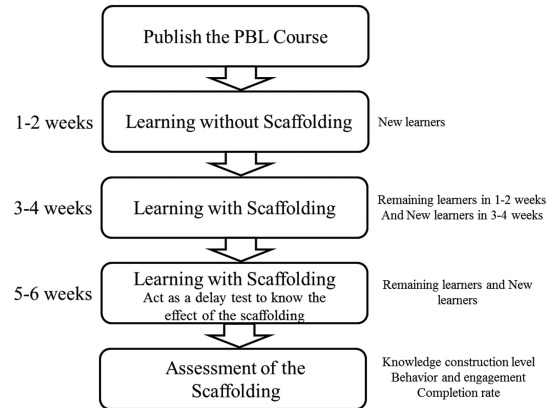 Publish the PBL Course
1-2 weeks
Learning without Scaffolding
New learners
3-4 weeks
Learning with Scaffolding
Remaining learners in 1-2 weeks
And New learners in 3-4 weeks
5-6 weeks
Learning with Scaffolding
Act as a delay test to know the
effect of the scaffolding
Remaining learners and New
learners
Assessment of the
Scaffolding
Knowledge construction level
Behavior and engagement
Completion rate